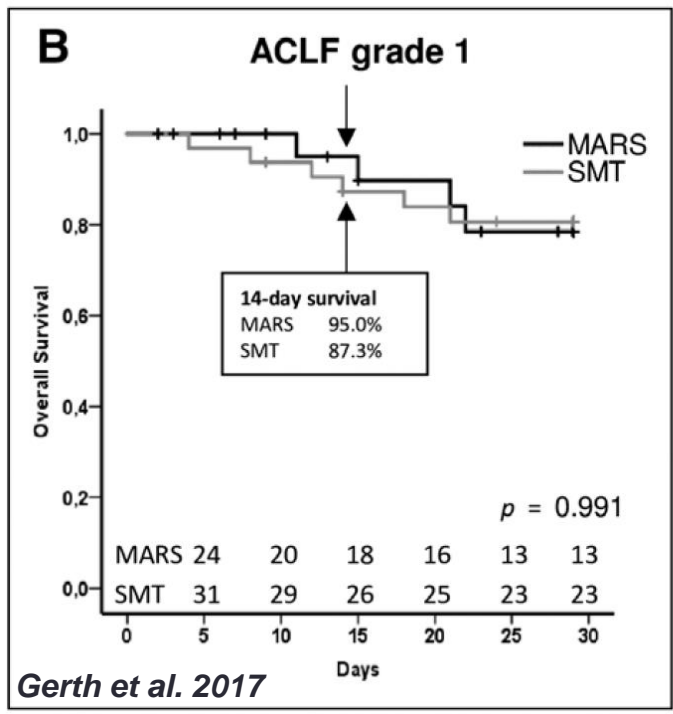 B
ACLF grade 1
1,0
0,8
0,6
0,4
0,2
0,0
Overall Survival
MARS
SMT
14-day survival
MARS 95.0%
SMT 87.3%
p = 0.991
MARS 24 20 18 16 13 13
SMT 31 29 26 25 23 23
0 5 10 15 20 25 30
Days
Gerth et al. 2017